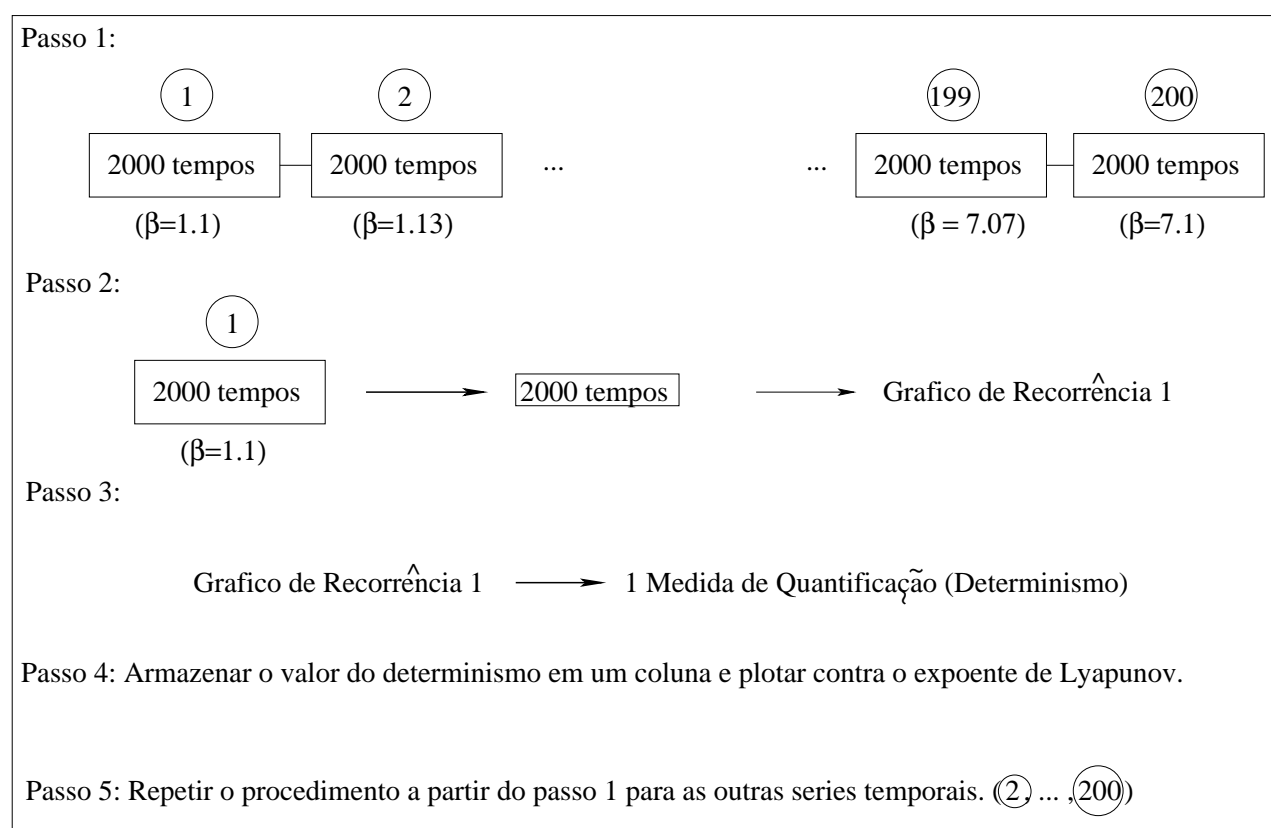 Passo 1:
1 2 199 200
2000 tempos 2000 tempos ... ... 2000 tempos 2000 tempos
(β=1.1) (β=1.13) (β = 7.07) (β=7.1)
Passo 2:
1
2000 tempos 2000 tempos Grafico de Recorrência 1
(β=1.1)
Passo 3:
Grafico de Recorrência 1 1 Medida de Quantificação (Determinismo)
Passo 4: Armazenar o valor do determinismo em um coluna e plotar contra o expoente de Lyapunov.
Passo 5: Repetir o procedimento a partir do passo 1 para as outras series temporais. (2, ... ,200)